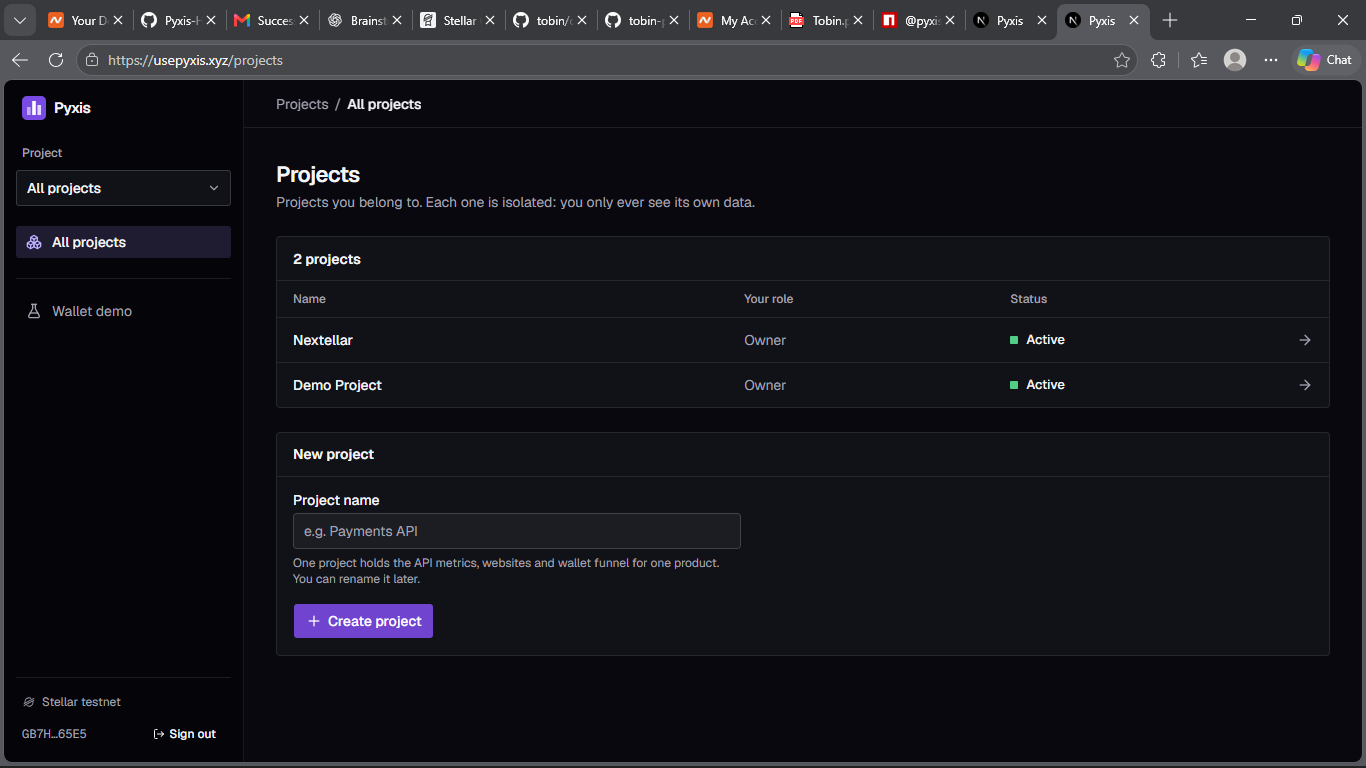 Your D
Pyxis-H
Succes
Brainst
Stellar
tobin/
tobin-p
My Ac
Tobin.p
@pyxis
Pyxis
Pyxis
https://usepyxis.xyz/projects
Chat
Pyxis
Projects / All projects
Project
All projects
All projects
Wallet demo
Projects
Projects you belong to. Each one is isolated: you only ever see its own data.
2 projects
Name Your role Status
Nextellar Owner Active
Demo Project Owner Active
New project
Project name
e.g. Payments API
One project holds the API metrics, websites and wallet funnel for one product.
You can rename it later.
Create project
Stellar testnet
GB7H...65E5 Sign out